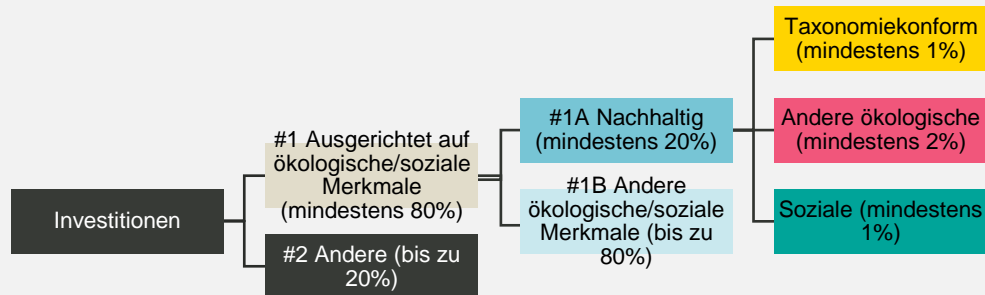 Investitionen
#1 Ausgerichtet auf
ökologische/soziale
Merkmale
(mindestens 80%)
#2 Andere (bis zu
20%)
#1A Nachhaltig
(mindestens 20%)
#1B Andere
ökologische/soziale
Merkmale (bis zu
80%)
Taxonomiekonform
(mindestens 1%)
Andere ökologische
(mindestens 2%)
Soziale (mindestens
1%)